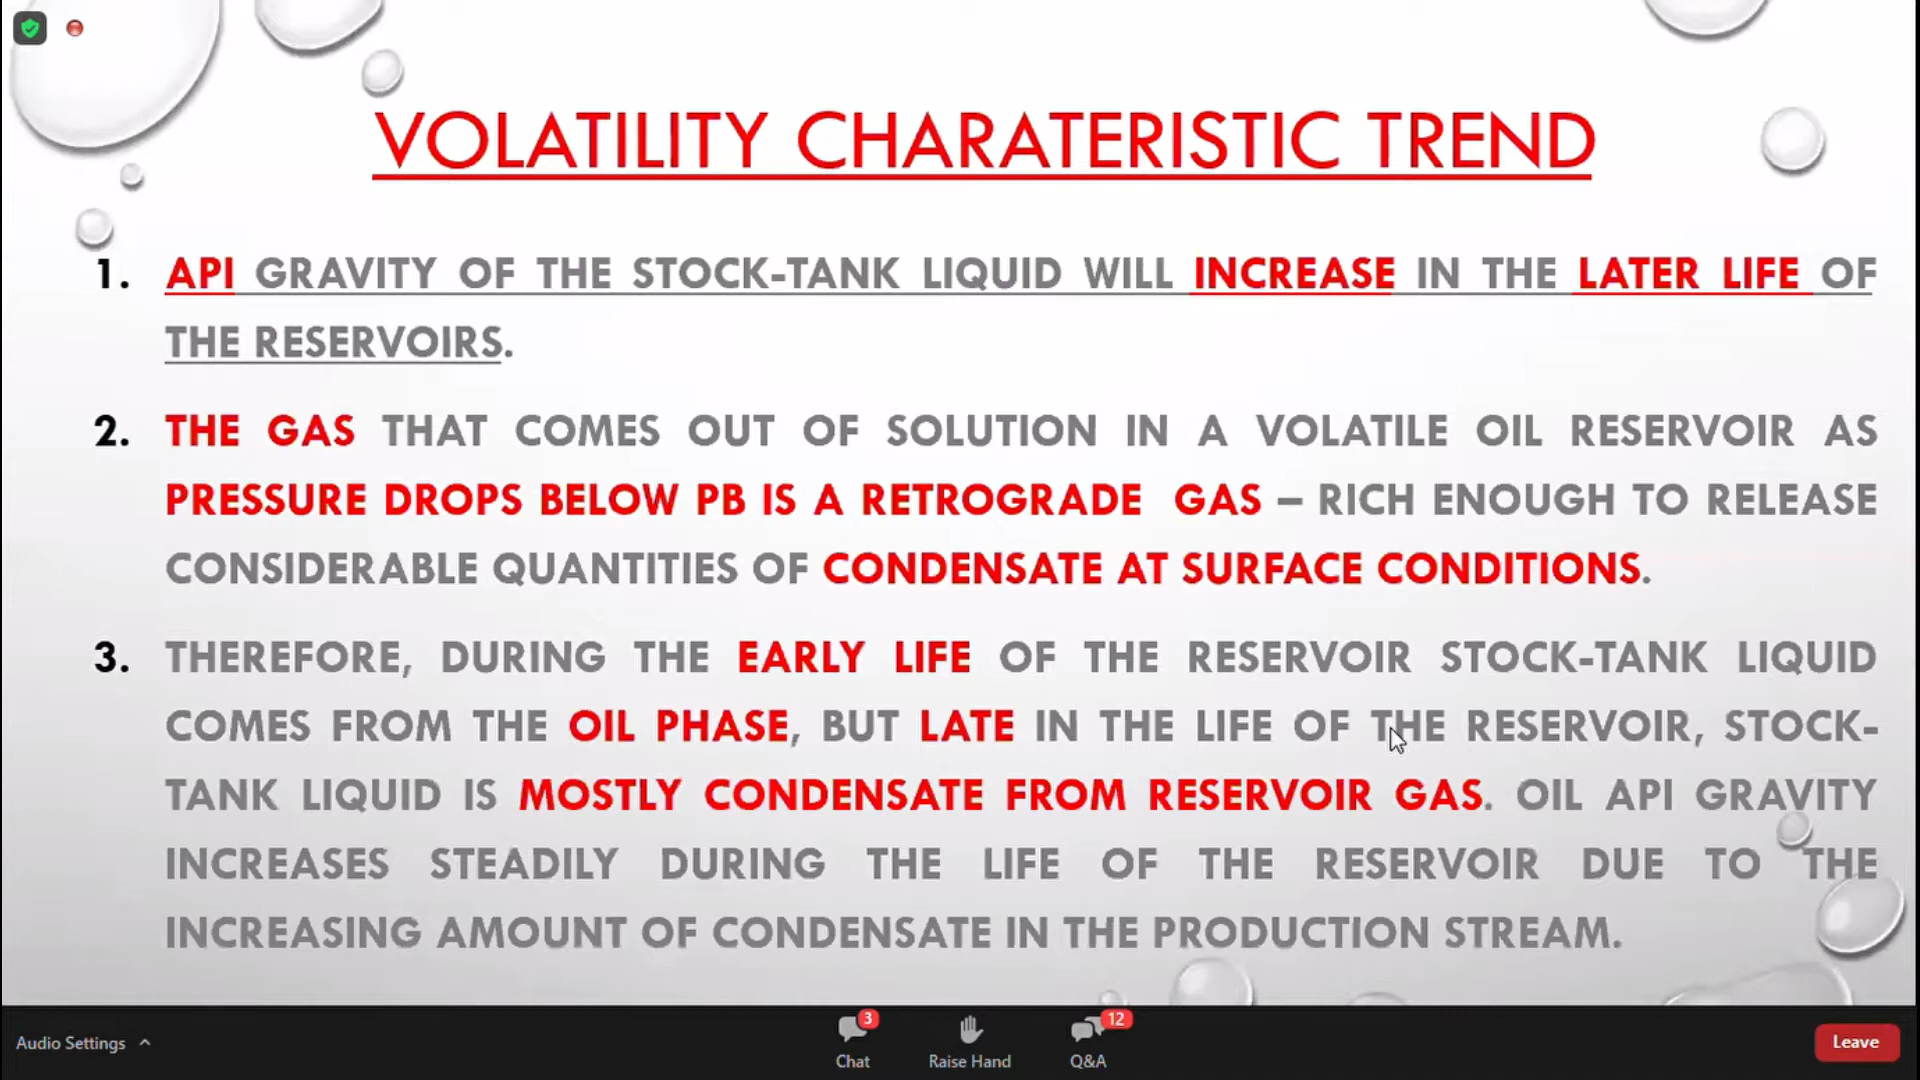 VOLATILITY CHARATERISTIC TREND
1. API GRAVITY OF THE STOCK-TANK LIQUID WILL INCREASE IN THE LATER LIFE OF
THE RESERVOIRS.
2. THE GAS THAT COMES OUT OF SOLUTION IN A VOLATILE OIL RESERVOIR AS
PRESSURE DROPS BELOW PB IS A RETROGRADE GAS – RICH ENOUGH TO RELEASE
CONSIDERABLE QUANTITIES OF CONDENSATE AT SURFACE CONDITIONS.
3. THEREFORE, DURING THE EARLY LIFE OF THE RESERVOIR STOCK-TANK LIQUID
COMES FROM THE OIL PHASE, BUT LATE IN THE LIFE OF THE RESERVOIR, STOCK-
TANK LIQUID IS MOSTLY CONDENSATE FROM RESERVOIR GAS. OIL API GRAVITY
INCREASES STEADILY DURING THE LIFE OF THE RESERVOIR DUE TO THE
INCREASING AMOUNT OF CONDENSATE IN THE PRODUCTION STREAM.
3 12
Audio Settings Leave
Chat Raise Hand Q&A